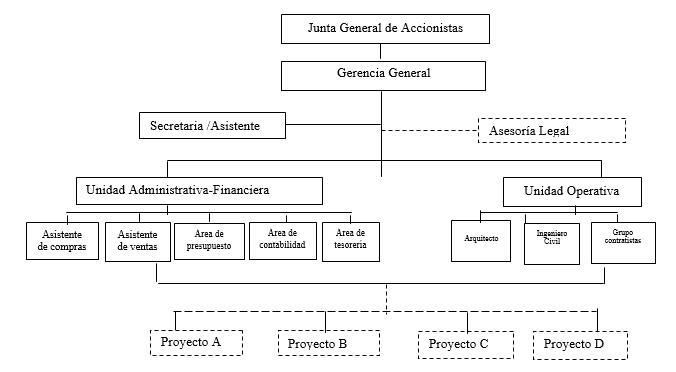 Junta General de Accionistas
Gerencia General
Secretaria /Asistente
Asesoría Legal
Unidad Administrativa-Financiera
Unidad Operativa
Asistente
de compras
Asistente
de ventas
Area de
presupuesto
Area de
contabilidad
Area de
tesoreria
Arquitecto
Ingeniero
Civil
Grupo
contratistas
Proyecto A
Proyecto B
Proyecto C
Proyecto D